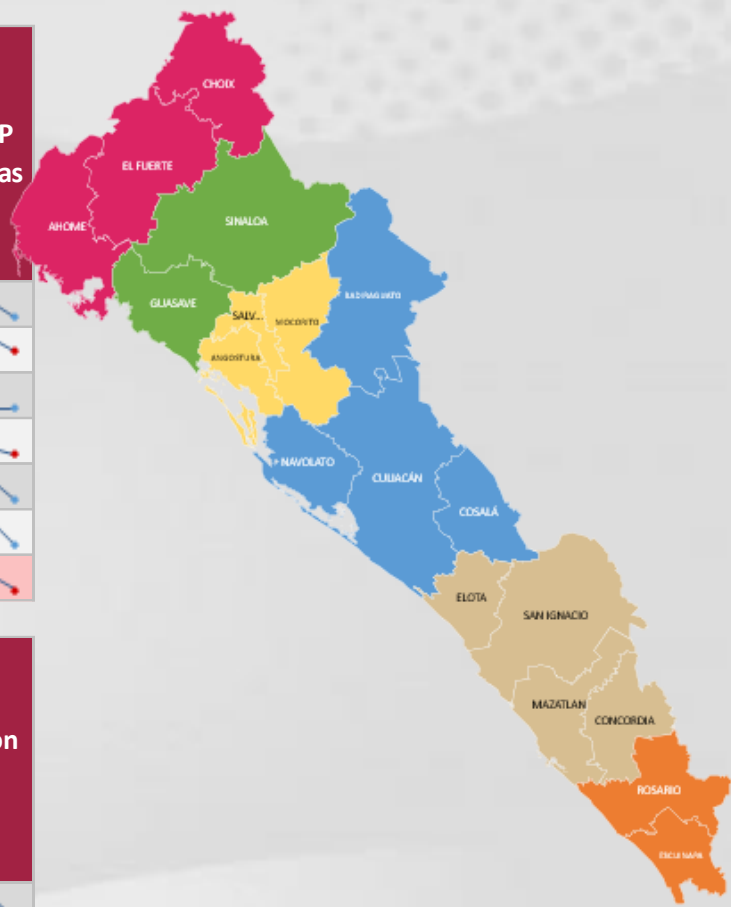 P
as
ón
CHOIX
EL FUERTE
AHOME
SINALOA
GUASAVE
SALV...
MOCORITO
BADIRAGUATO
ANGOSTURA
NAVOLATO
CULIACÁN
COSALÁ
ELOTA
SAN IGNACIO
MAZATLAN
CONCORDIA
ROSARIO
ESCUINAPA